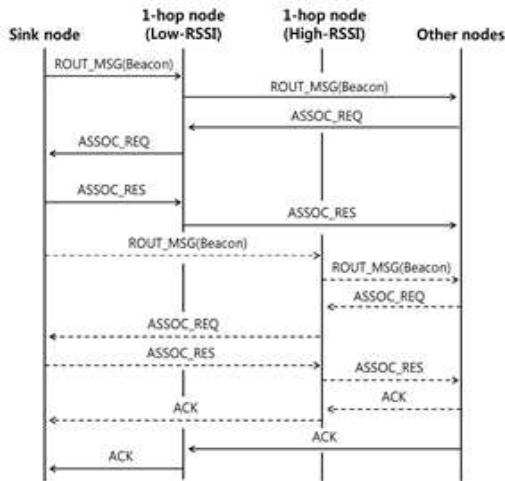 Sink node
1-hop node
(Low-RSSI)
1-hop node
(High-RSSI)
Other nodes
ROUT_MSG(Beacon)
ROUT_MSG(Beacon)
ASSOC_REQ
ASSOC_REQ
ASSOC_RES
ASSOC_RES
ROUT_MSG(Beacon)
ROUT_MSG(Beacon)
ASSOC_REQ
ASSOC_REQ
ASSOC_RES
ASSOC_RES
ACK
ACK
ACK
ACK